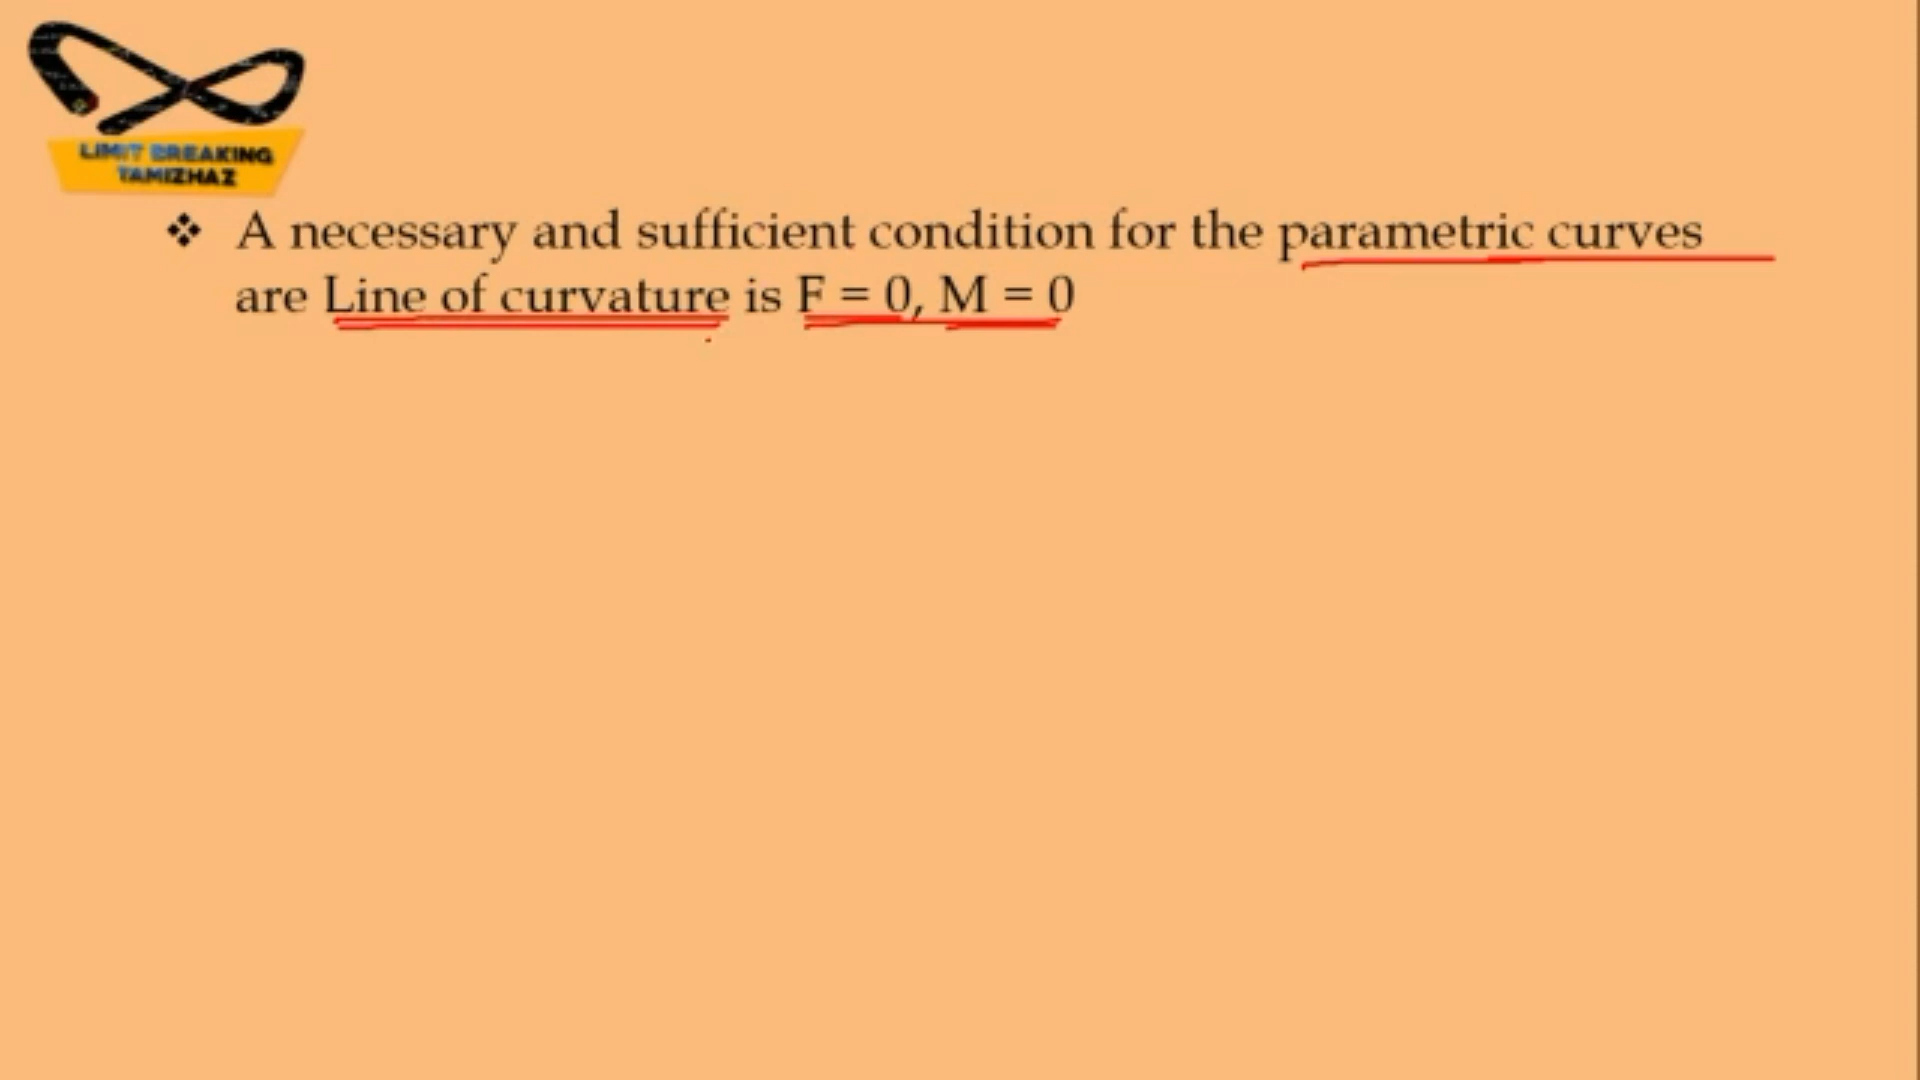 LIMIT BREAKING
TAMIZHAZ
❖ A necessary and sufficient condition for the parametric curves
are Line of curvature is F = 0, M = 0